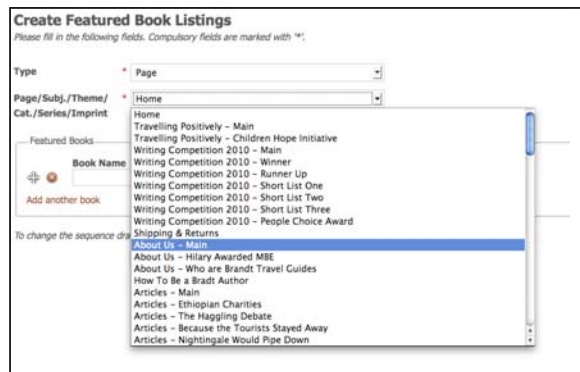 Create Featured Book Listings
Please fill in the following fields. Compulsory fields are marked with '*'.
Type * Page
Page/Subj./Theme/ * Home
Cat./Series/Imprint
Home
Travelling Positively – Main
Travelling Positively – Children Hope Initiative
Featured Books
Writing Competition 2010 – Main
Writing Competition 2010 – Winner
Book Name
Writing Competition 2010 – Runner Up
Writing Competition 2010 – Short List One
Writing Competition 2010 – Short List Two
Add another book
Writing Competition 2010 – Short List Three
Writing Competition 2010 – People Choice Award
Shipping & Returns
To change the sequence dra
About Us – Main
About Us – Hilary Awarded MBE
About Us – Who are Brandt Travel Guides
How To Be a Bradt Author
Articles – Main
Articles – Ethiopian Charities
Articles – The Haggling Debate
Articles – Because the Tourists Stayed Away
Articles – Nightingale Would Pipe Down